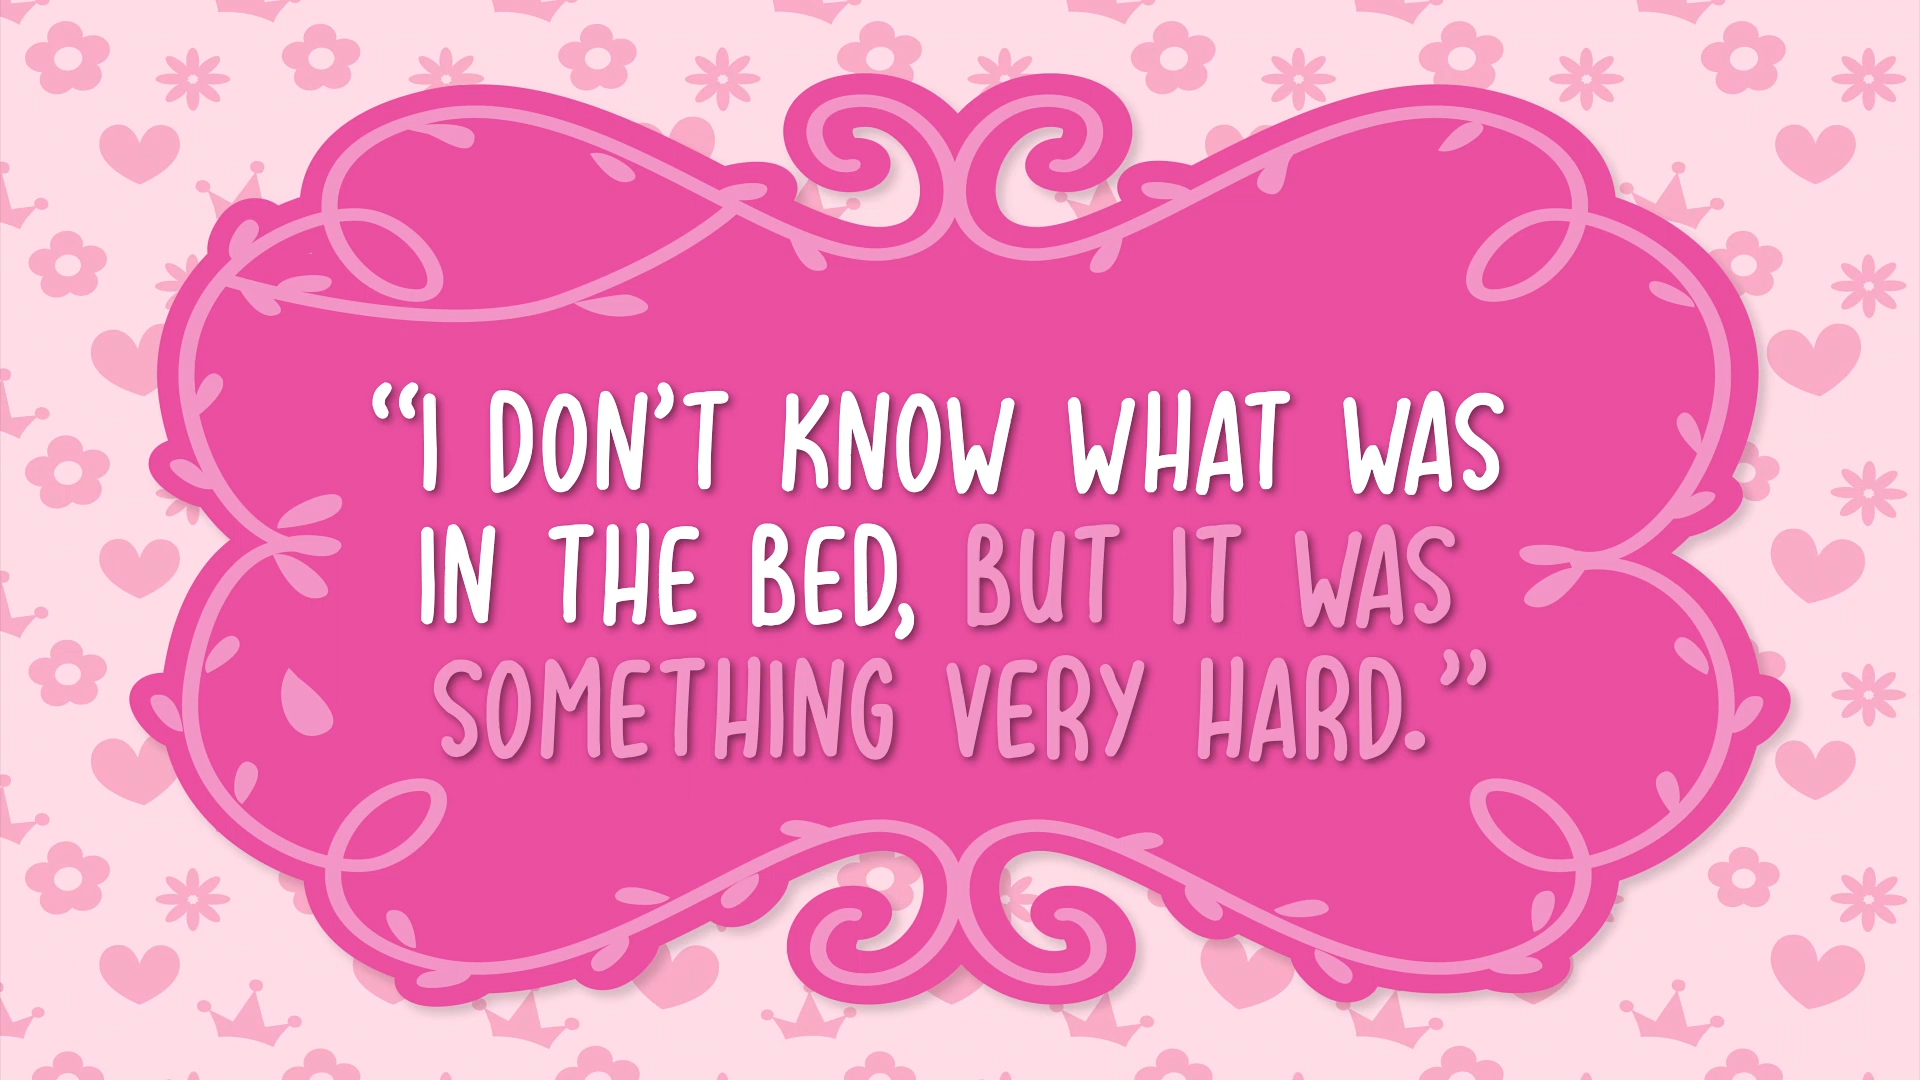 “I DON’T KNOW WHAT WAS
IN THE BED, BUT IT WAS
SOMETHING VERY HARD.”